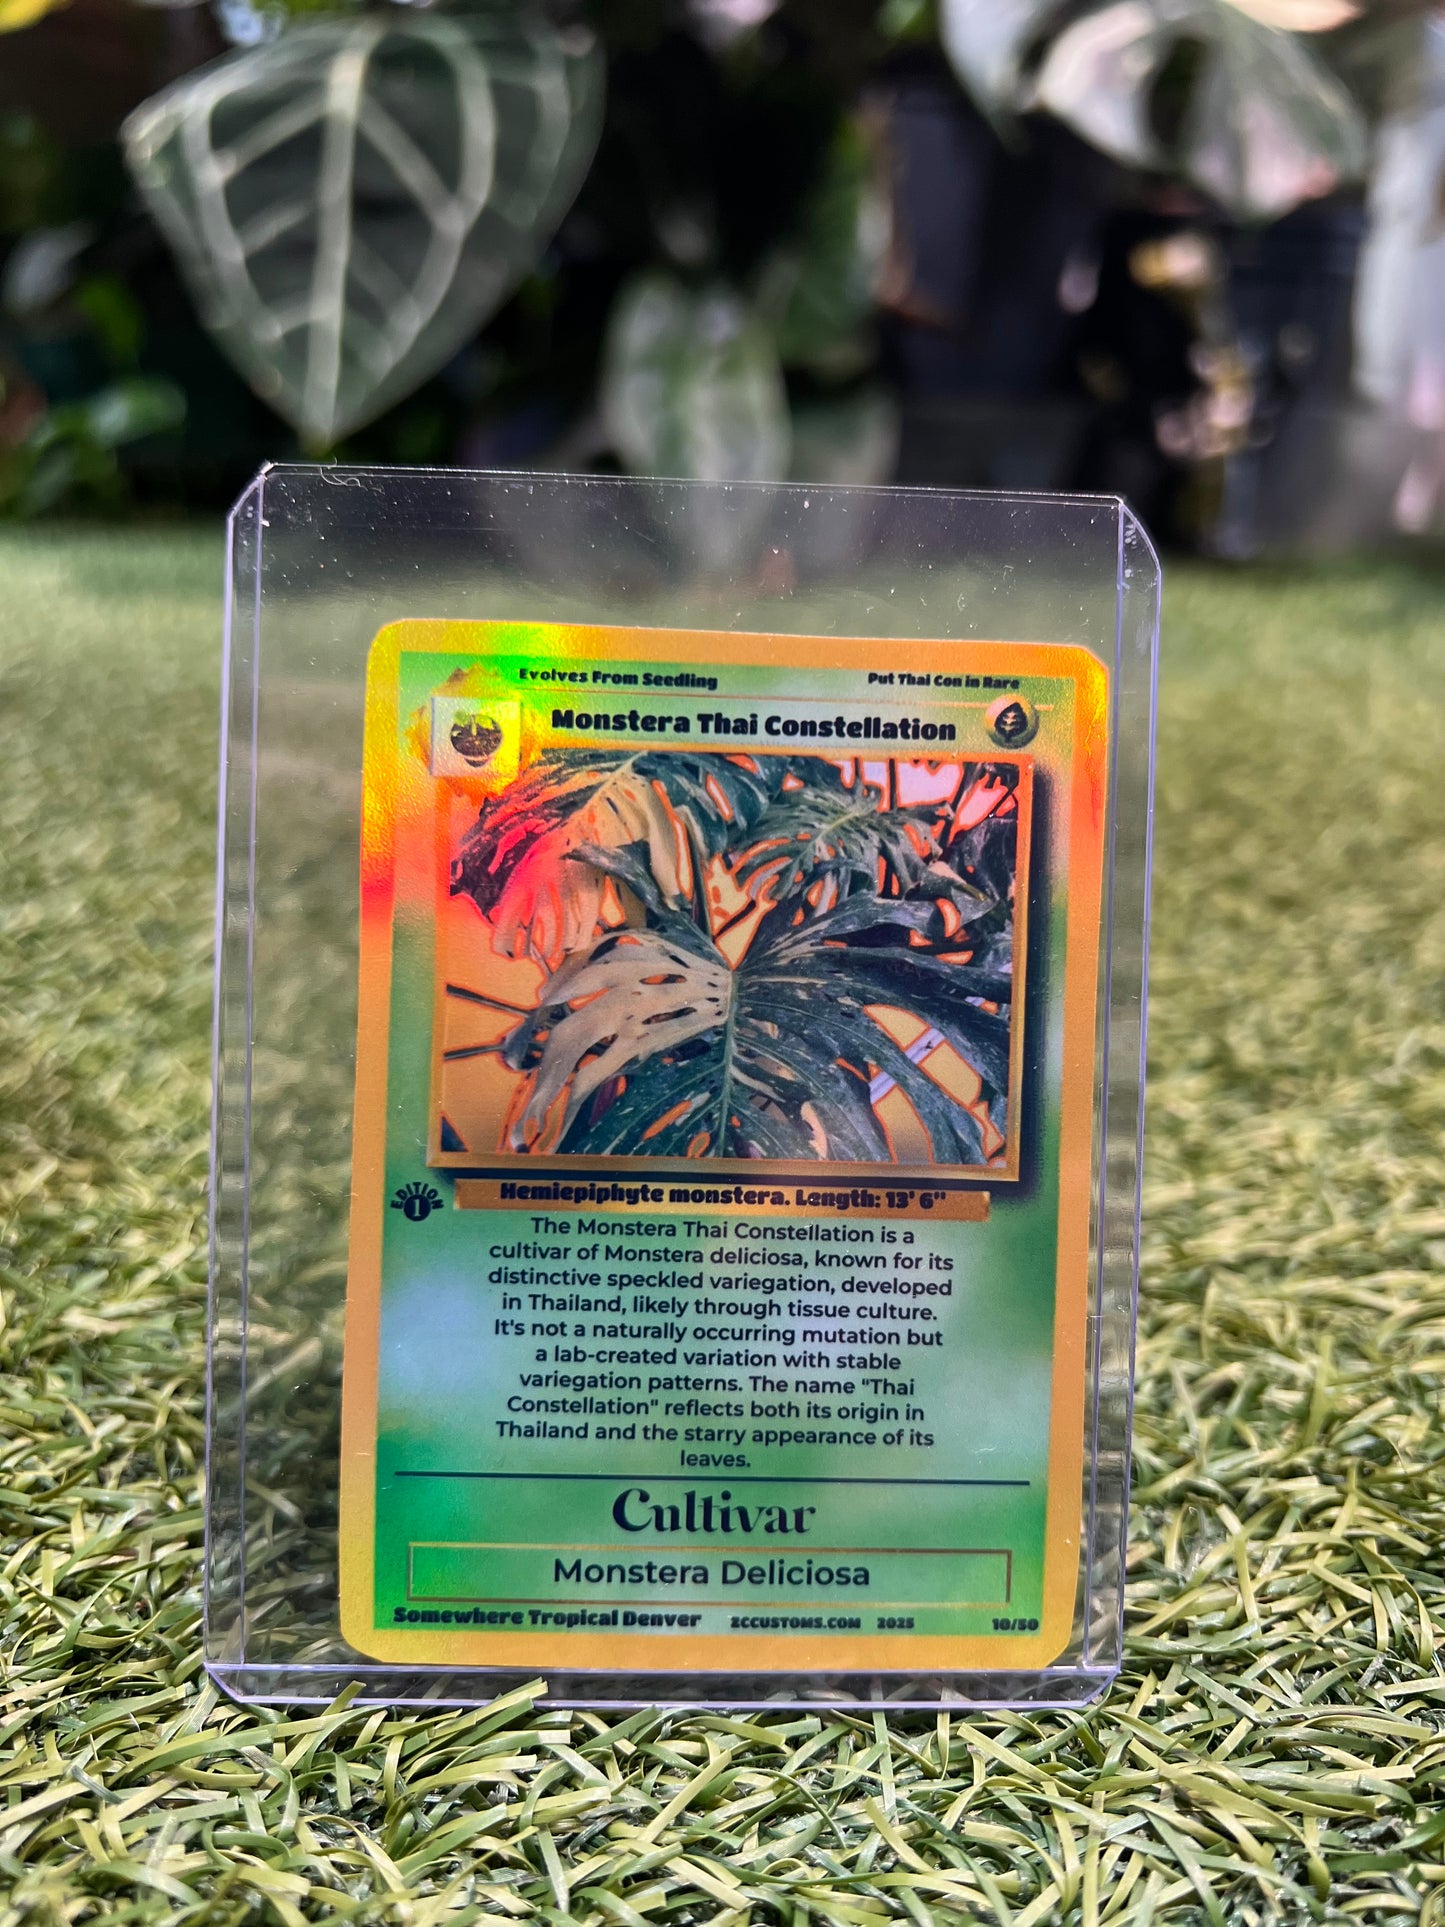 Evolves From Seedling
Put Thai Con in Rare
Monstera Thai Constellation
EDITION
1
Hemiepiphyte monstera. Length: 13' 6"
The Monstera Thai Constellation is a
cultivar of Monstera deliciosa, known for its
distinctive speckled variegation, developed
in Thailand, likely through tissue culture.
It's not a naturally occurring mutation but
a lab-created variation with stable
variegation patterns. The name "Thai
Constellation" reflects both its origin in
Thailand and the starry appearance of its
leaves.
Cultivar
Monstera Deliciosa
Somewhere Tropical Denver ZCCUSTOMS.COM 2025 10/50